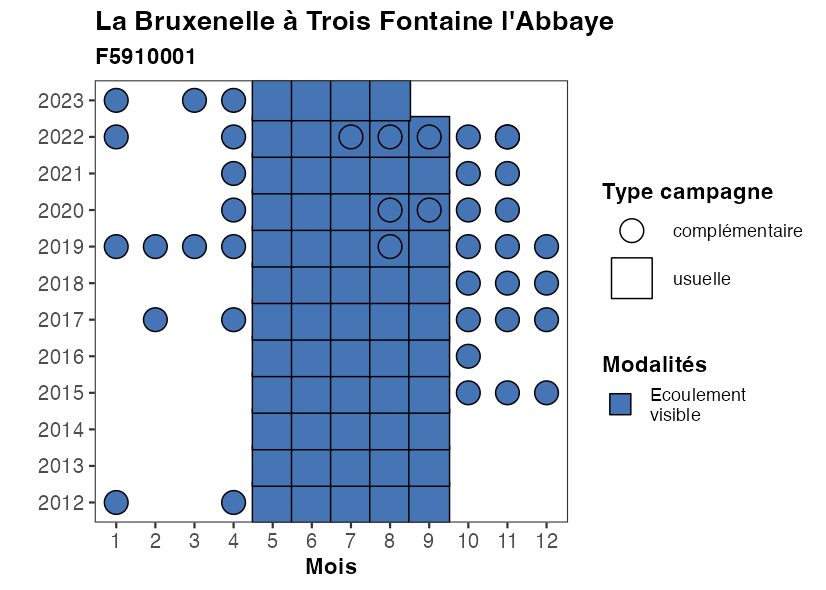 La Bruxenelle à Trois Fontaine l'Abbaye
F5910001
2023
2022
2021
2020
2019
2018
2017
2016
2015
2014
2013
2012
1 2 3 4 5 6 7 8 9 10 11 12
Mois
Type campagne
complémentaire
usuelle
Modalités
Ecoulement
visible